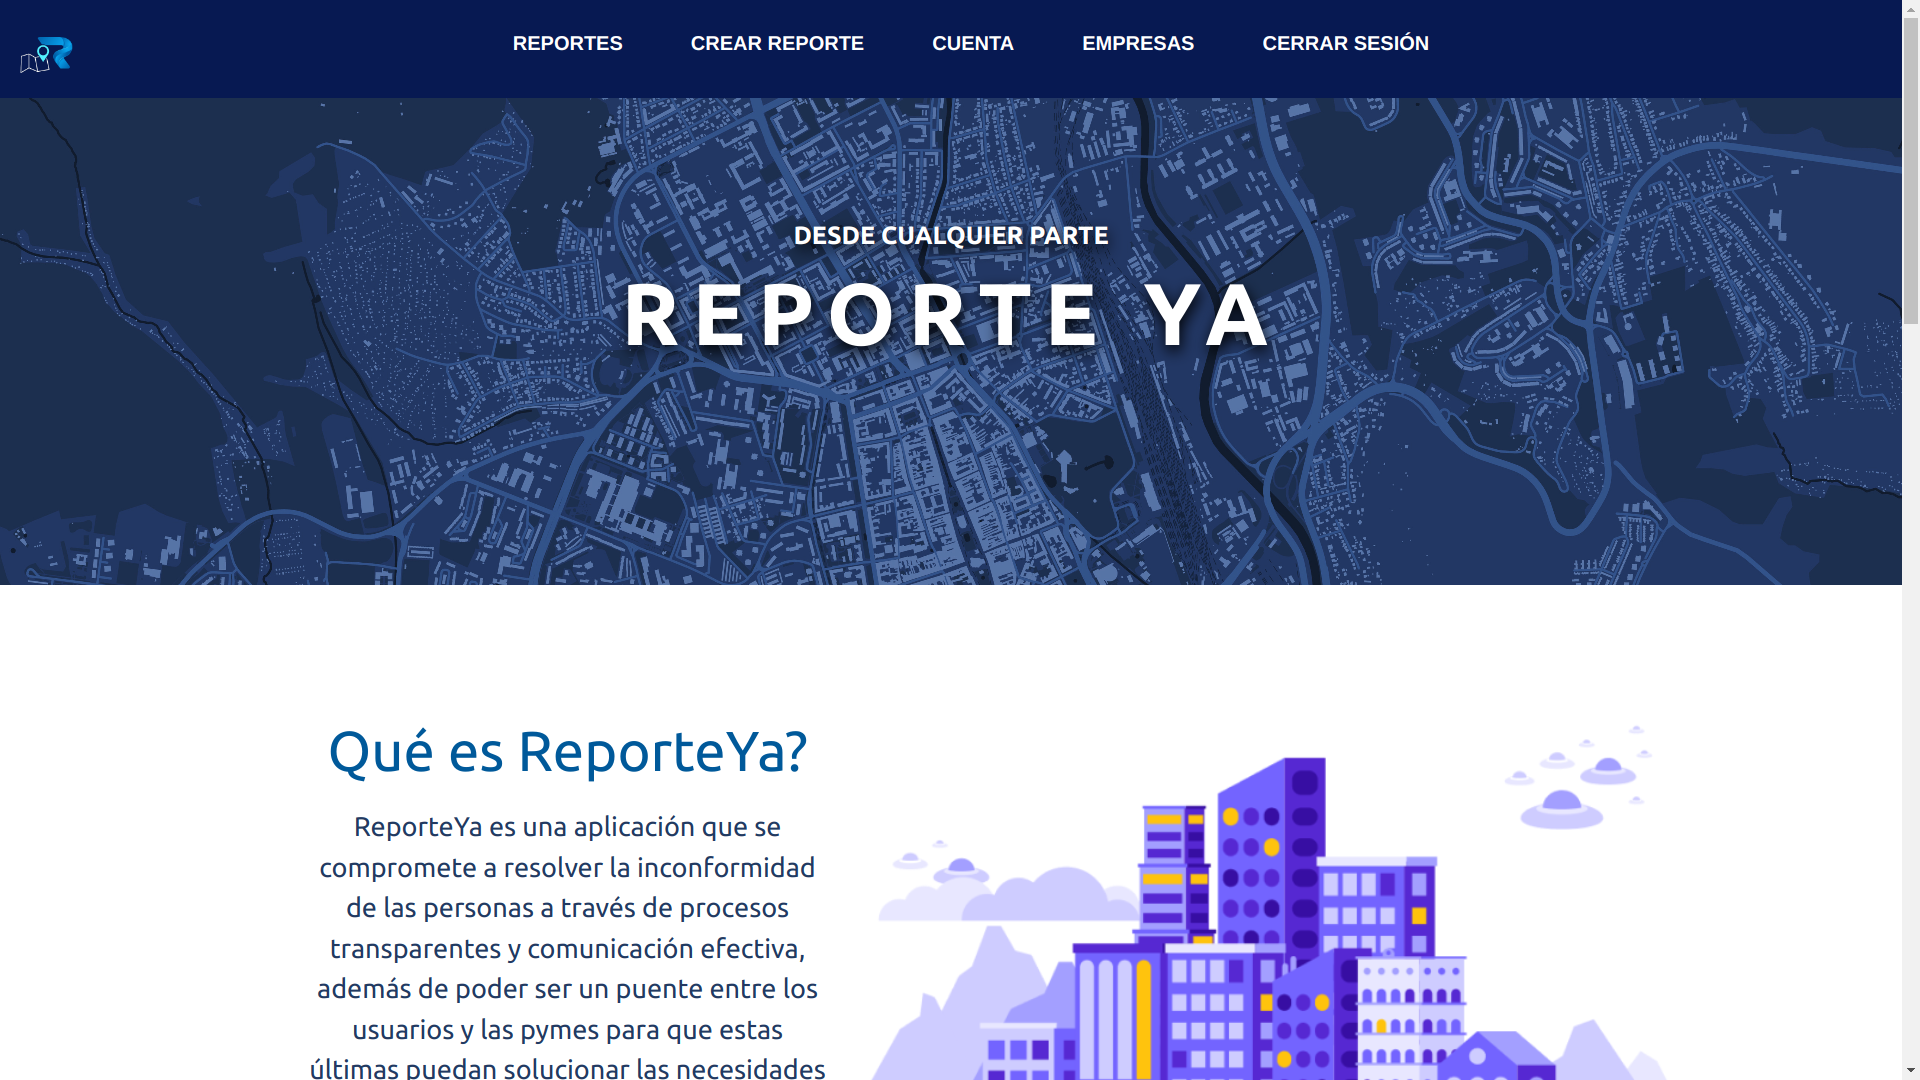 REPORTES CREAR REPORTE CUENTA EMPRESAS CERRAR SESIÓN
DESDE CUALQUIER PARTE
REPORTE YA
Qué es ReporteYa?
ReporteYa es una aplicación que se
compromete a resolver la inconformidad
de las personas a través de procesos
transparentes y comunicación efectiva,
además de poder ser un puente entre los
usuarios y las pymes para que estas
últimas puedan solucionar las necesidades